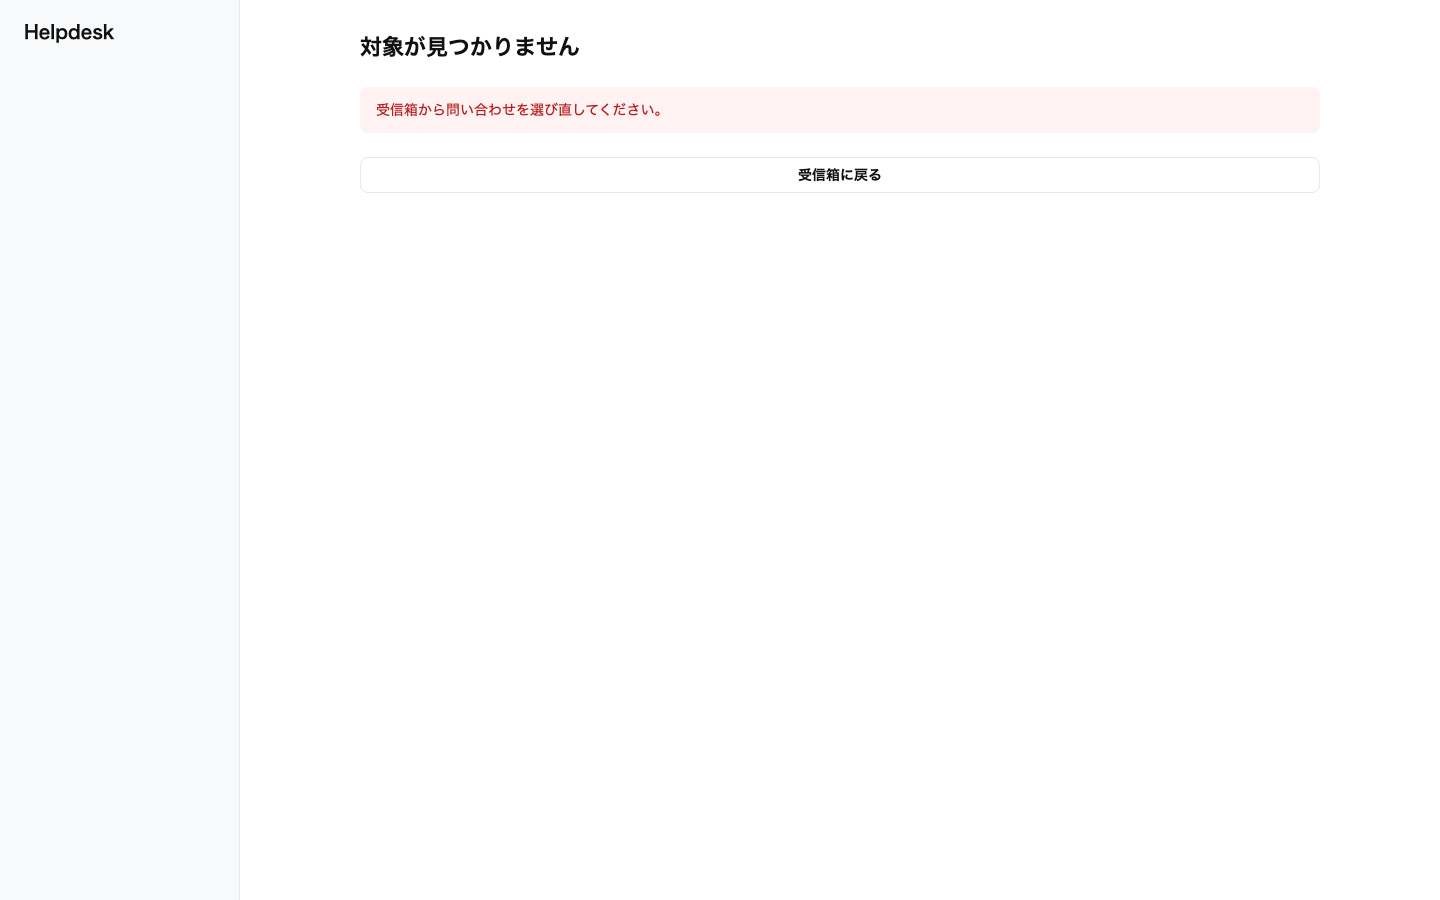 Helpdesk
対象が見つかりません
受信箱から問い合わせを選び直してください。
受信箱に戻る